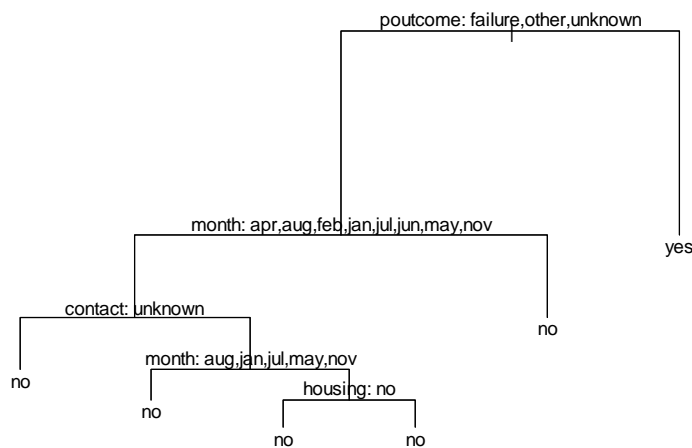 poutcome: failure,other,unknown
month: apr,aug,feb,jan,jul,jun,may,nov
yes
contact: unknown
no
month: aug,jan,jul,may,nov
no
housing: no
no
no
no